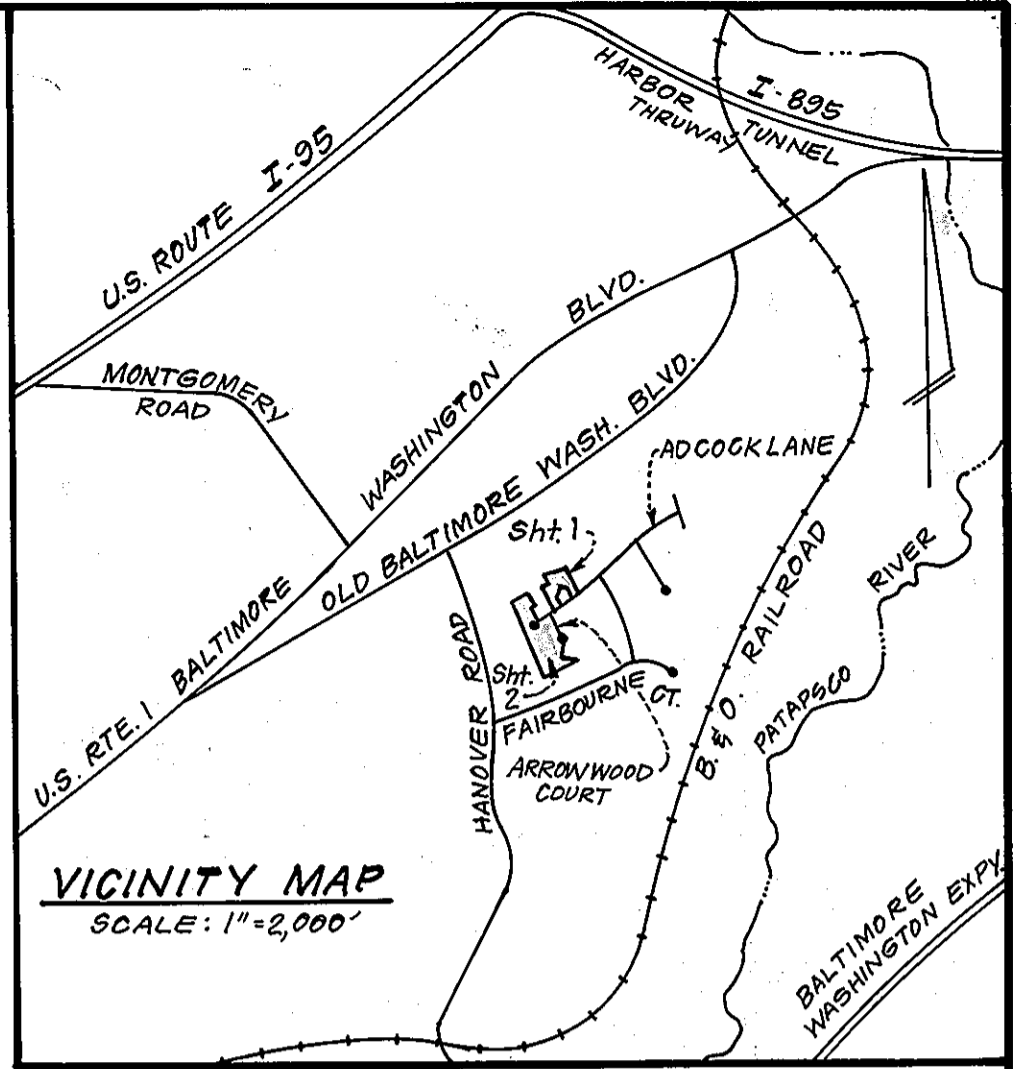 HARBOR TUNNEL
THRUWAY
I-895
U.S. ROUTE I-95
MONTGOMERY
ROAD
U.S. RTE. 1 BALTIMORE WASHINGTON BLVD.
OLD BALTIMORE WASH. BLVD.
ADCOCK LANE
Sht. 1
Sht.
2
HANOVER ROAD
FAIRBOURNE CT.
ARROWWOOD
COURT
B. & O. RAILROAD
PATAPSCO RIVER
BALTIMORE
WASHINGTON EXPY.
VICINITY MAP
SCALE: 1"=2,000'